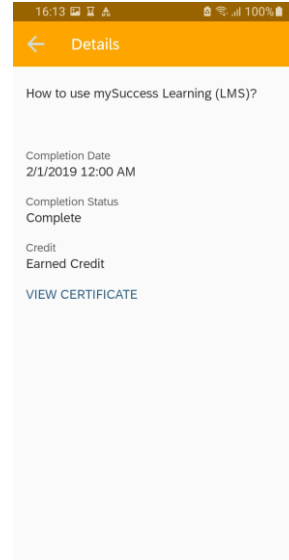 16:13 100%
Details
How to use mySuccess Learning (LMS)?
Completion Date
2/1/2019 12:00 AM
Completion Status
Complete
Credit
Earned Credit
VIEW CERTIFICATE